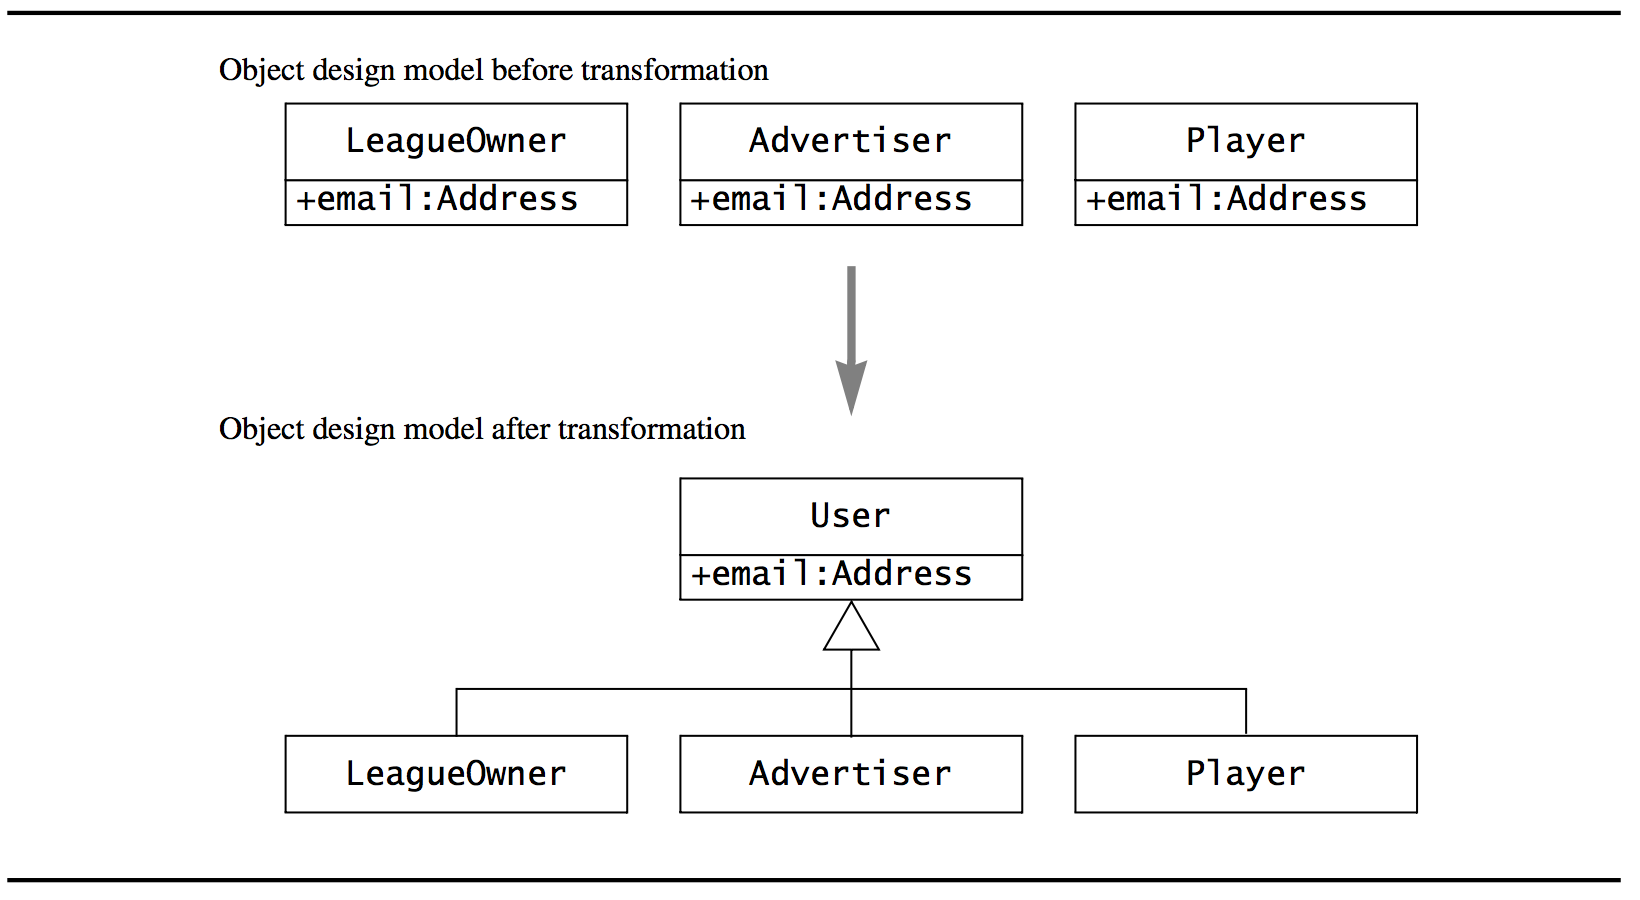 Object design model before transformation
LeagueOwner Advertiser Player
+email:Address +email:Address +email:Address
Object design model after transformation
User
+email:Address
LeagueOwner Advertiser Player